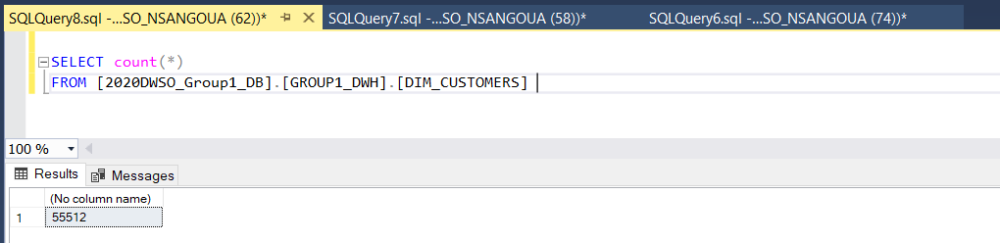 SQLQuery8.sql -...SO_NSANGOUA (62))* SQLQuery7.sql -...SO_NSANGOUA (58))* SQLQuery6.sql -...SO_NSANGOUA (74))*
SELECT count(*)
FROM [2020DWSO_Group1_DB].[GROUP1_DWH].[DIM_CUSTOMERS]
100 %
Results Messages
(No column name)
1 55512